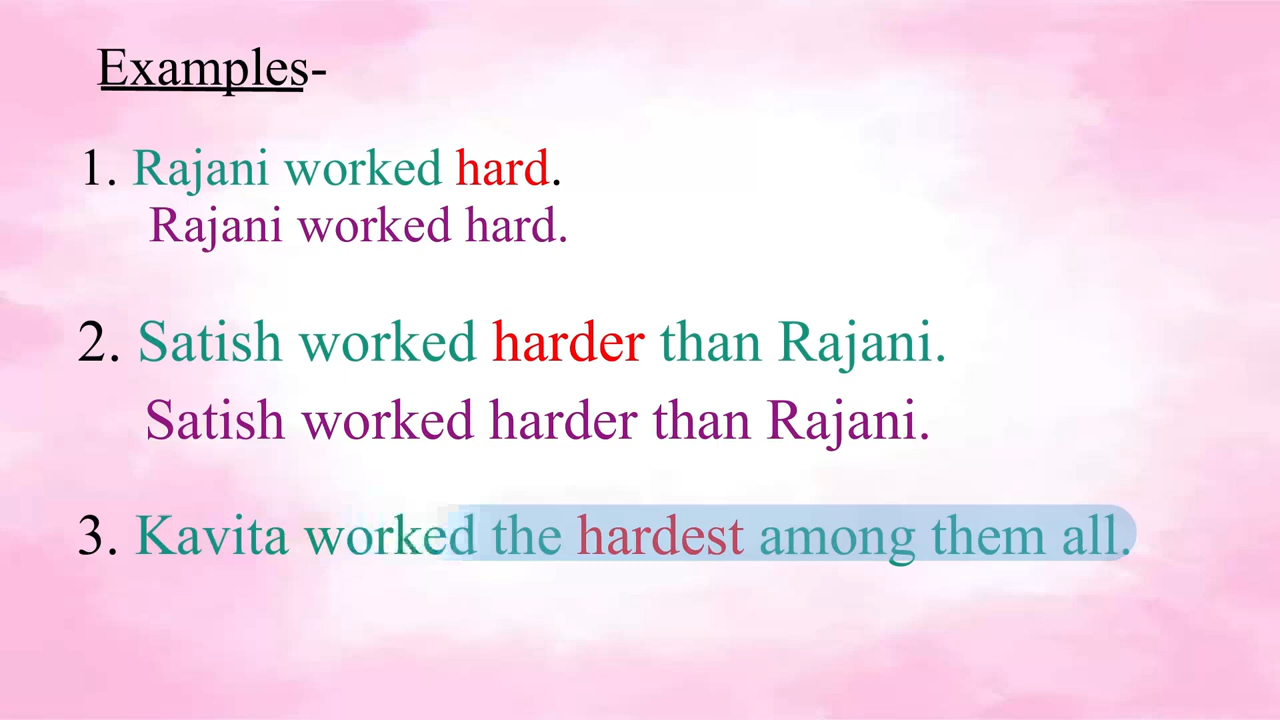 Examples-
1. Rajani worked hard.
Rajani worked hard.
2. Satish worked harder than Rajani.
Satish worked harder than Rajani.
3. Kavita worked the hardest among them all.